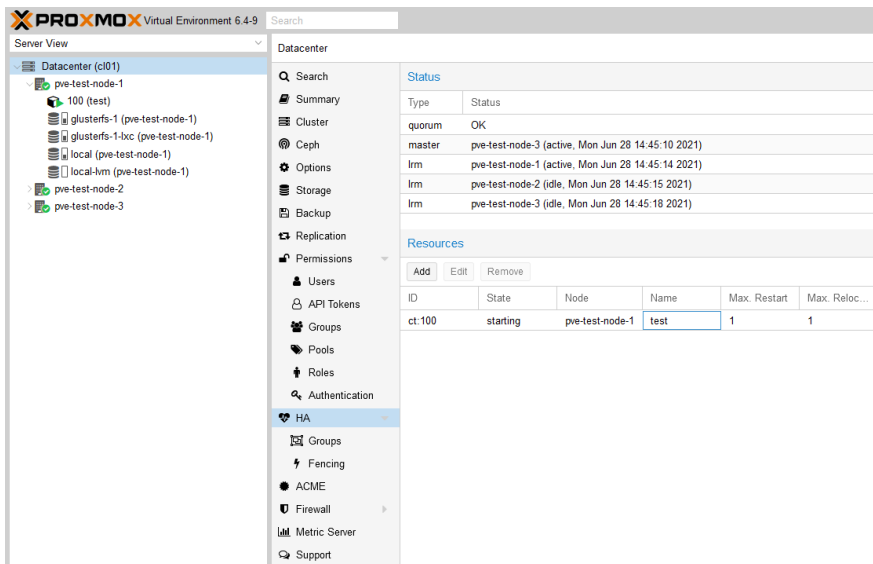 PROXMOX Virtual Environment 6.4-9 Search
Server View
Datacenter (cl01)
pve-test-node-1
100 (test)
glusterfs-1 (pve-test-node-1)
glusterfs-1-lxc (pve-test-node-1)
local (pve-test-node-1)
local-lvm (pve-test-node-1)
pve-test-node-2
pve-test-node-3
Datacenter
Search
Summary
Cluster
Ceph
Options
Storage
Backup
Replication
Permissions
Users
API Tokens
Groups
Pools
Roles
Authentication
HA
Groups
Fencing
ACME
Firewall
Metric Server
Support
Status
Type Status
quorum OK
master pve-test-node-3 (active, Mon Jun 28 14:45:10 2021)
lrm pve-test-node-1 (active, Mon Jun 28 14:45:14 2021)
lrm pve-test-node-2 (idle, Mon Jun 28 14:45:15 2021)
lrm pve-test-node-3 (idle, Mon Jun 28 14:45:18 2021)
Resources
Add Edit Remove
ID State Node Name Max. Restart Max. Reloc...
ct:100 starting pve-test-node-1 test 1 1